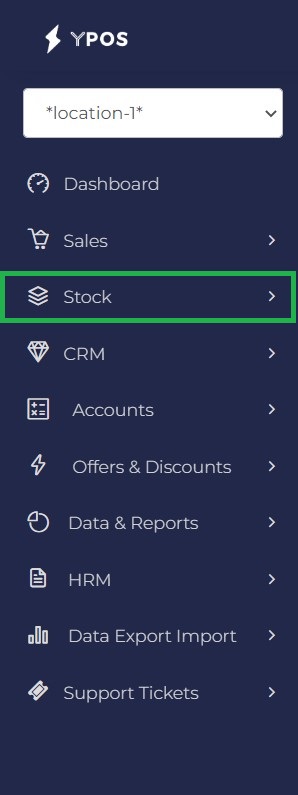 YPOS
*location-1*
Dashboard
Sales
Stock
CRM
Accounts
Offers & Discounts
Data & Reports
HRM
Data Export Import
Support Tickets